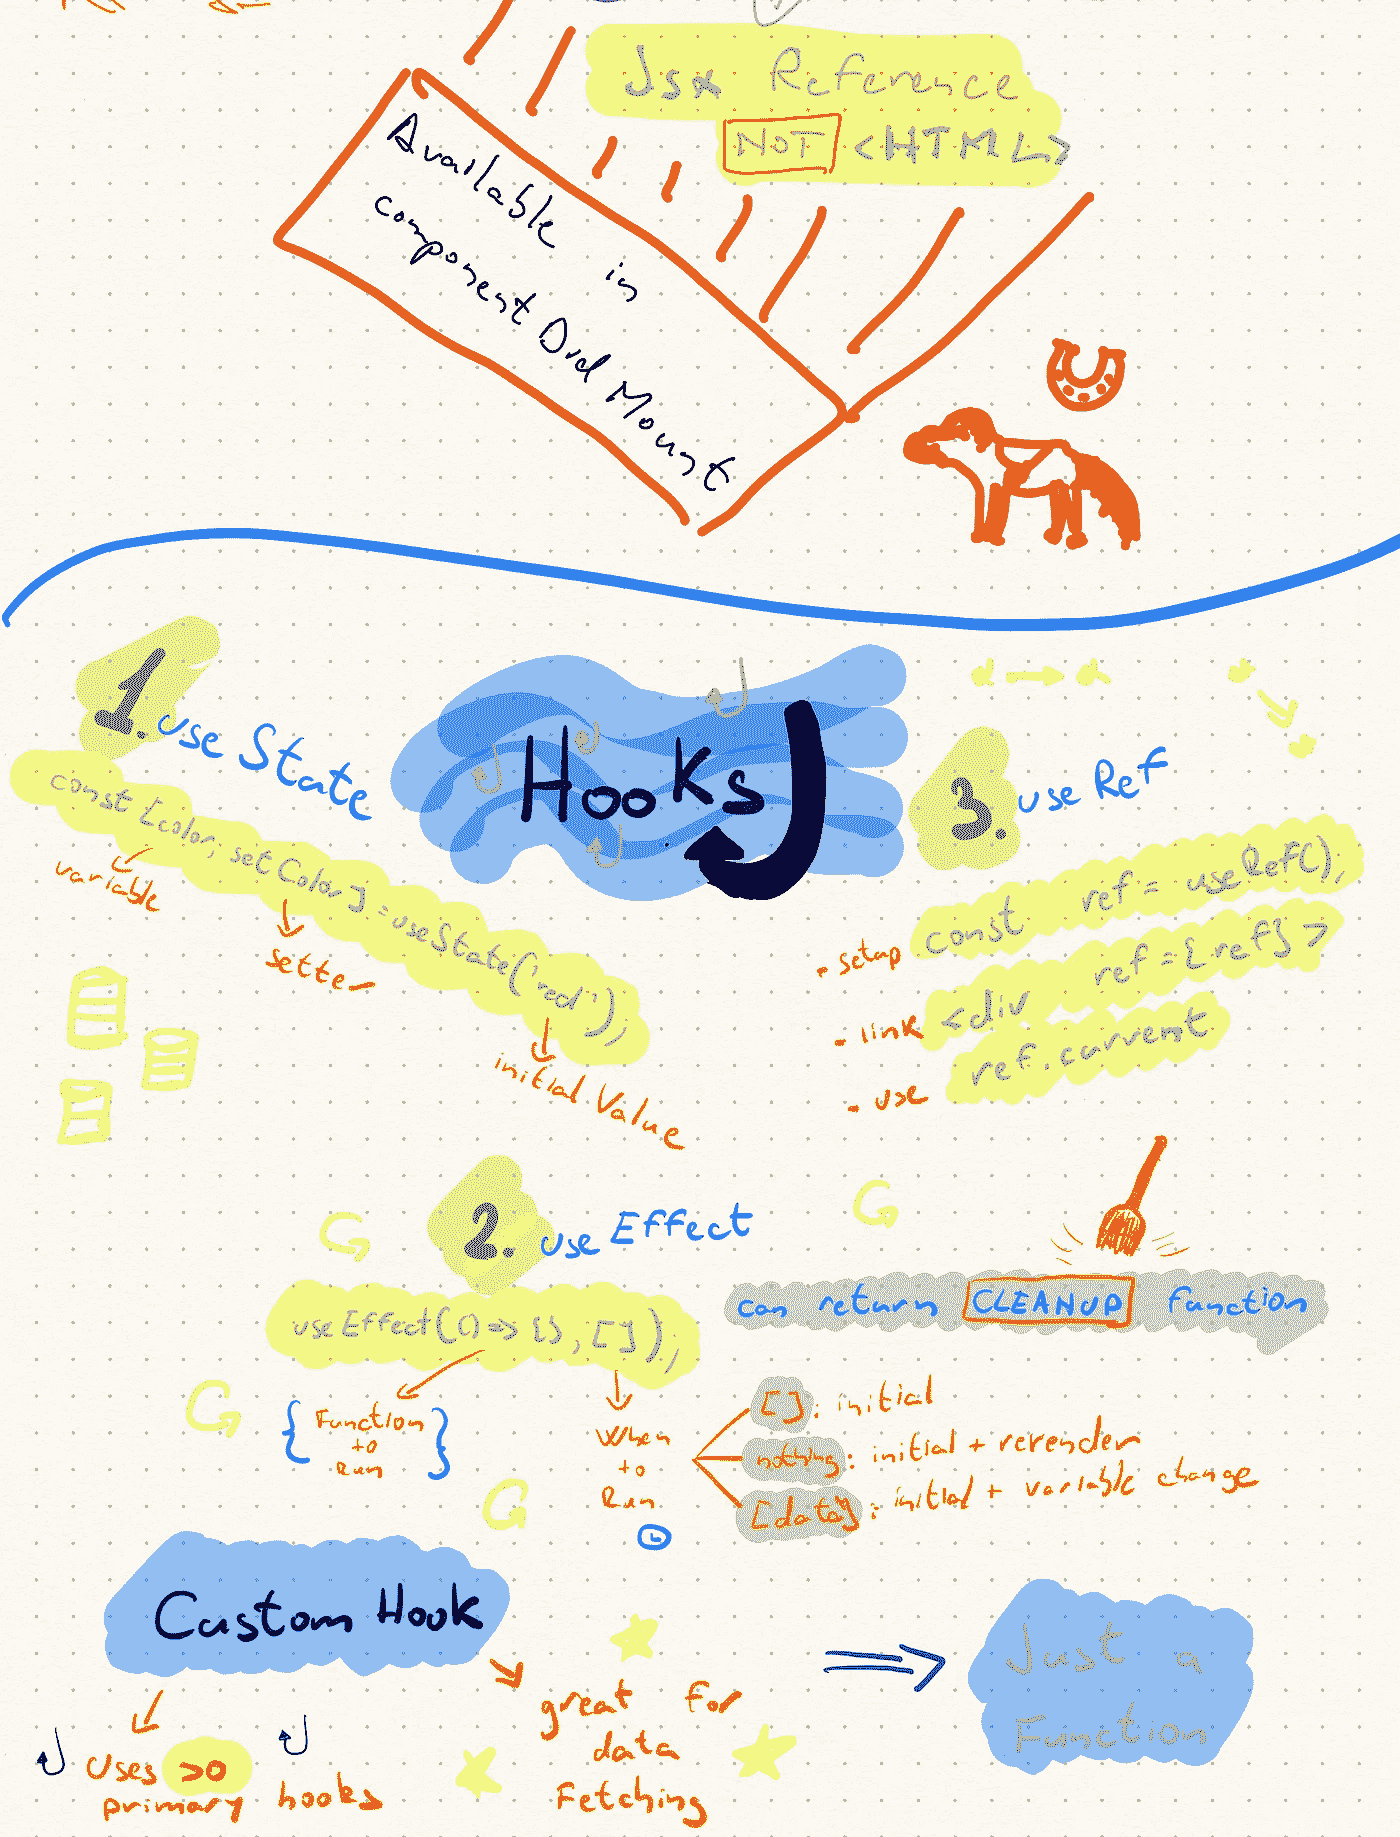 Jsx Reference
NOT <HTML>
Available in
component Did Mount
Hooks
1. use State
const [color, setColor] = useState("red");
variable
setter
initial Value
3. use Ref
• setup const ref = useRef();
- link <div ref={ref}>
- use ref.current
2. use Effect
useEffect(()=> {}, []);
{ Function
to
Run }
When
to
Run
can return CLEANUP function
[]: initial
nothing: initial + rerender
[data]: initial + variable change
Custom Hook
Uses >0
primary hooks
great for
data
Fetching
Just a
Function